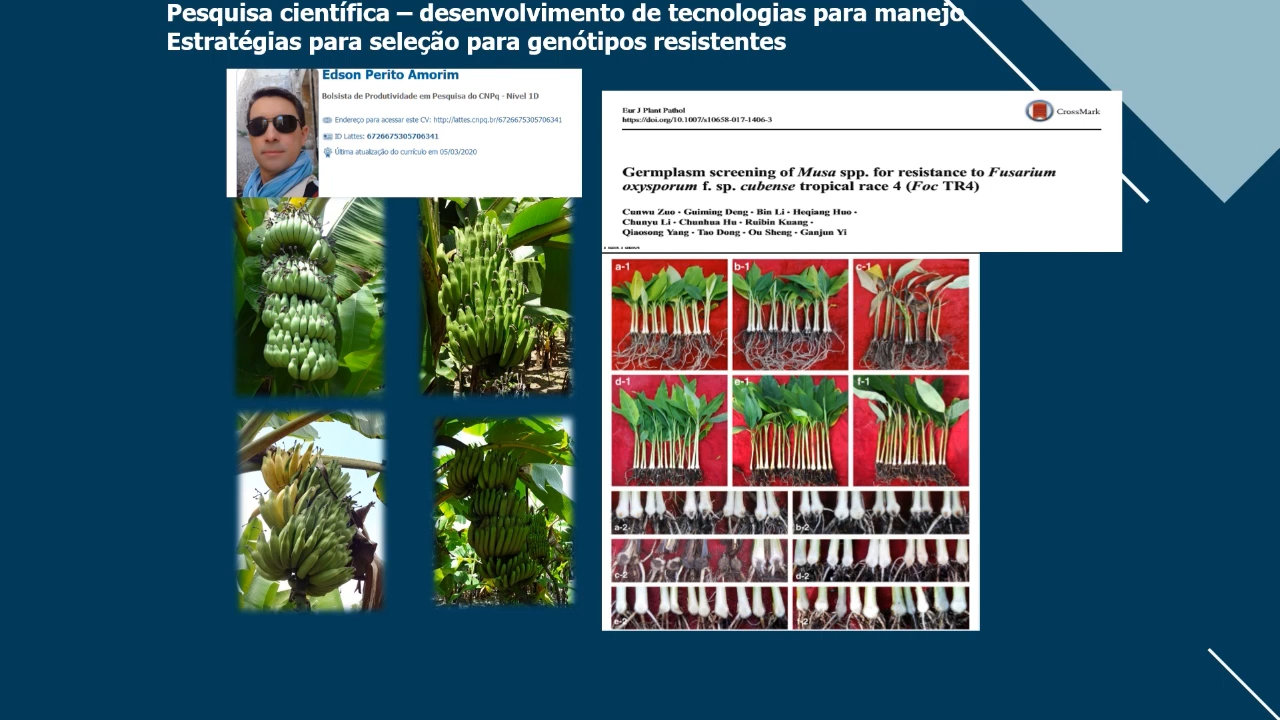 Pesquisa científica – desenvolvimento de tecnologias para manejo
Estratégias para seleção para genótipos resistentes
Edson Perito Amorim
Bolsista de Produtividade em Pesquisa do CNPq - Nível 1D
Endereço para acessar este CV: http://lattes.cnpq.br/6726675305706341
ID Lattes: 6726675305706341
Última atualização do currículo em 05/03/2020
Eur J Plant Pathol
https://doi.org/10.1007/s10658-017-1406-3
CrossMark
Germplasm screening of Musa spp. for resistance to Fusarium
oxysporum f. sp. cubense tropical race 4 (Foc TR4)
Cunwu Zuo · Guiming Deng · Bin Li · Heqiang Huo ·
Chunyu Li · Chunhua Hu · Ruibin Kuang ·
Qiaosong Yang · Tao Dong · Ou Sheng · Ganjun Yi
a-1 b-1 c-1
d-1 e-1 f-1
a-2 b-2
c-2 d-2
e-2 f-2